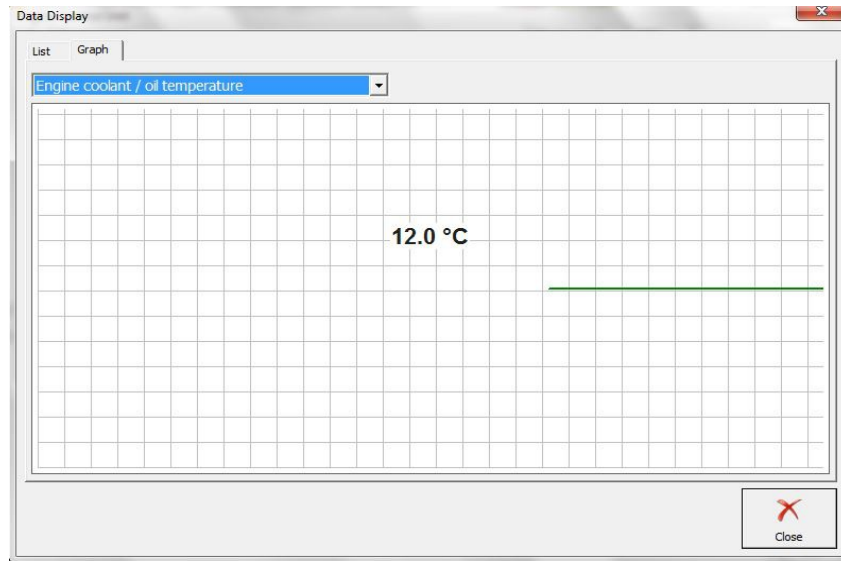 Data Display
List Graph
Engine coolant / oil temperature
12.0 °C
Close